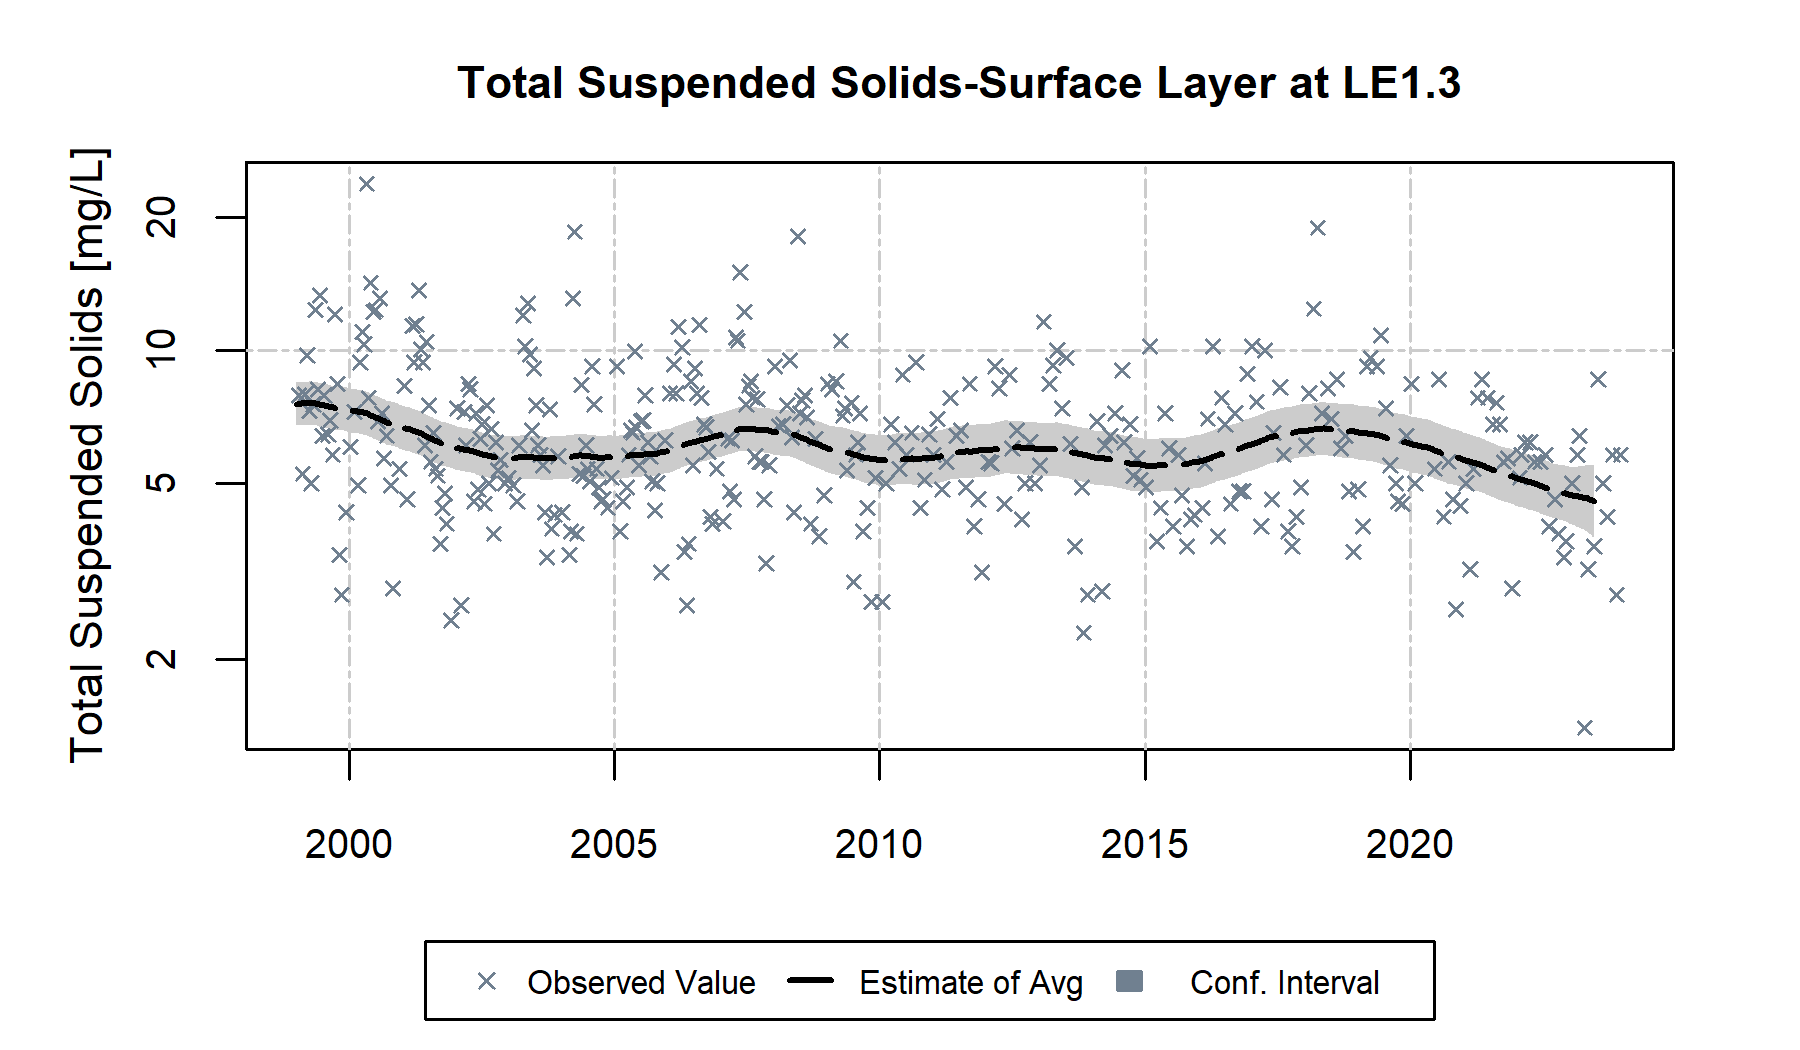 Total Suspended Solids-Surface Layer at LE1.3
Total Suspended Solids [mg/L]
20
10
5
2
2000 2005 2010 2015 2020
Observed Value Estimate of Avg Conf. Interval